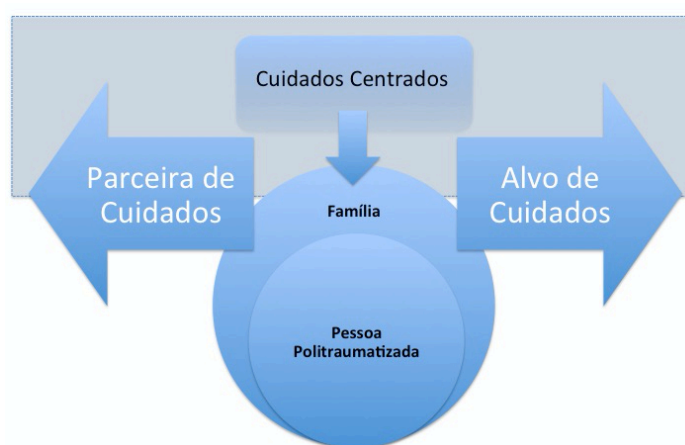 Cuidados Centrados
Parceira de
Cuidados
Alvo de
Cuidados
Família
Pessoa
Politraumatizada